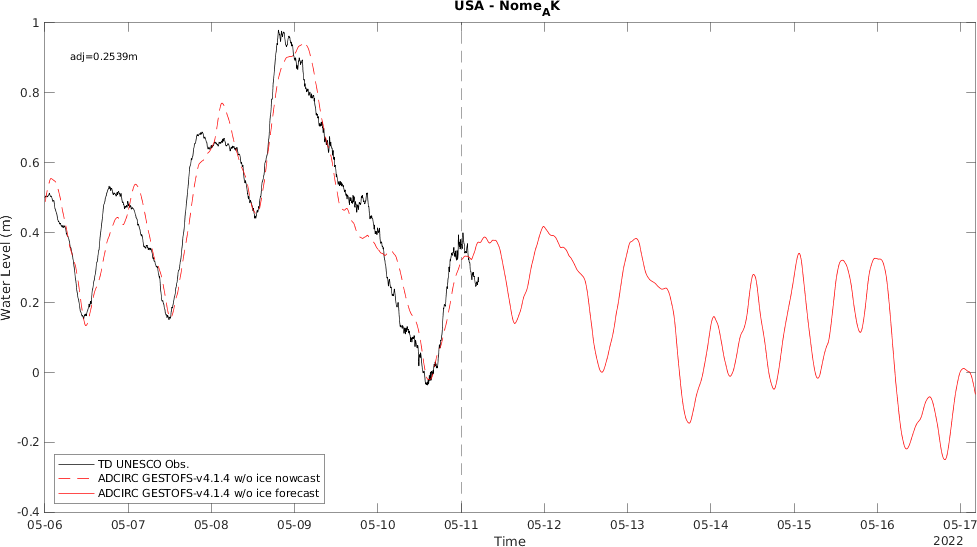 USA - Nome_AK
adj=0.2539m
1
0.8
0.6
0.4
0.2
0
-0.2
-0.4
Water Level (m)
TD UNESCO Obs.
ADCIRC GESTOFS-v4.1.4 w/o ice nowcast
ADCIRC GESTOFS-v4.1.4 w/o ice forecast
05-06 05-07 05-08 05-09 05-10 05-11 05-12 05-13 05-14 05-15 05-16 05-17
Time
2022